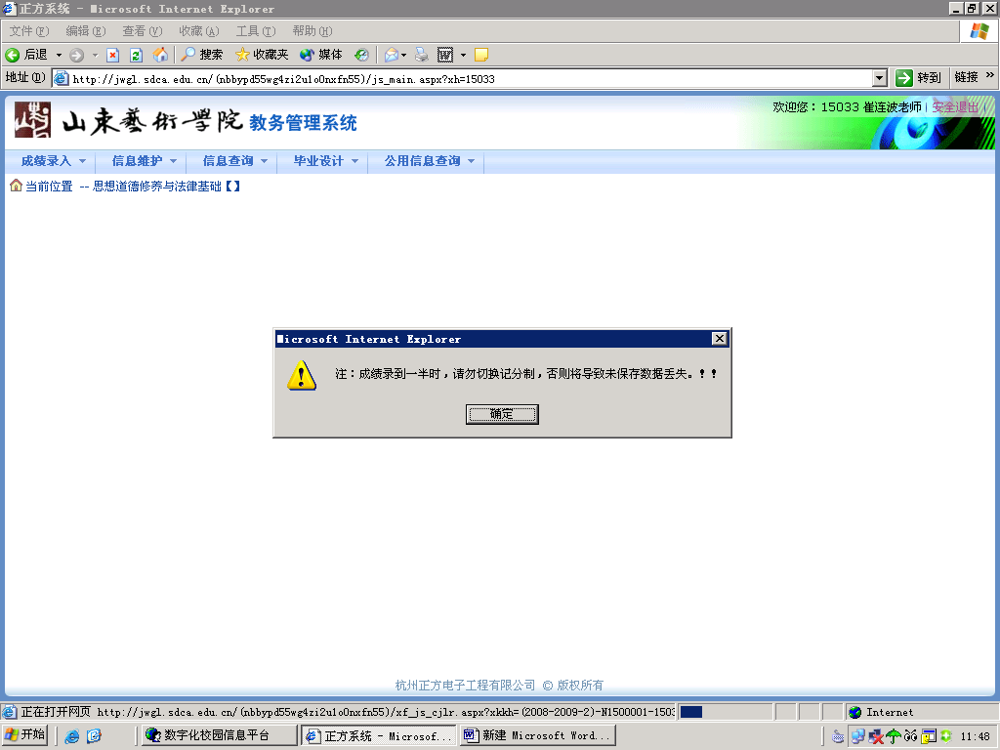 正方系统 - Microsoft Internet Explorer
文件(F) 编辑(E) 查看(V) 收藏(A) 工具(T) 帮助(H)
后退 搜索 收藏夹 媒体
地址(D) http://jwgl.sdca.edu.cn/(nbbypd55wg4zi2u1o0nxfn55)/js_main.aspx?xh=15033 转到 链接 »
山东艺术学院 教务管理系统 欢迎您：15033 崔连波老师 | 安全退出 |
成绩录入 信息维护 信息查询 毕业设计 公用信息查询
当前位置 -- 思想道德修养与法律基础【】
Microsoft Internet Explorer
注：成绩录到一半时，请勿切换记分制，否则将导致未保存数据丢失。！！
确定
杭州正方电子工程有限公司 © 版权所有
正在打开网页 http://jwgl.sdca.edu.cn/(nbbypd55wg4zi2u1o0nxfn55)/xf_js_cjlr.aspx?xkkh=(2008-2009-2)-N1500001-1503 Internet
开始 数字化校园信息平台 正方系统 - Microsof... 新建 Microsoft Word... 11:48